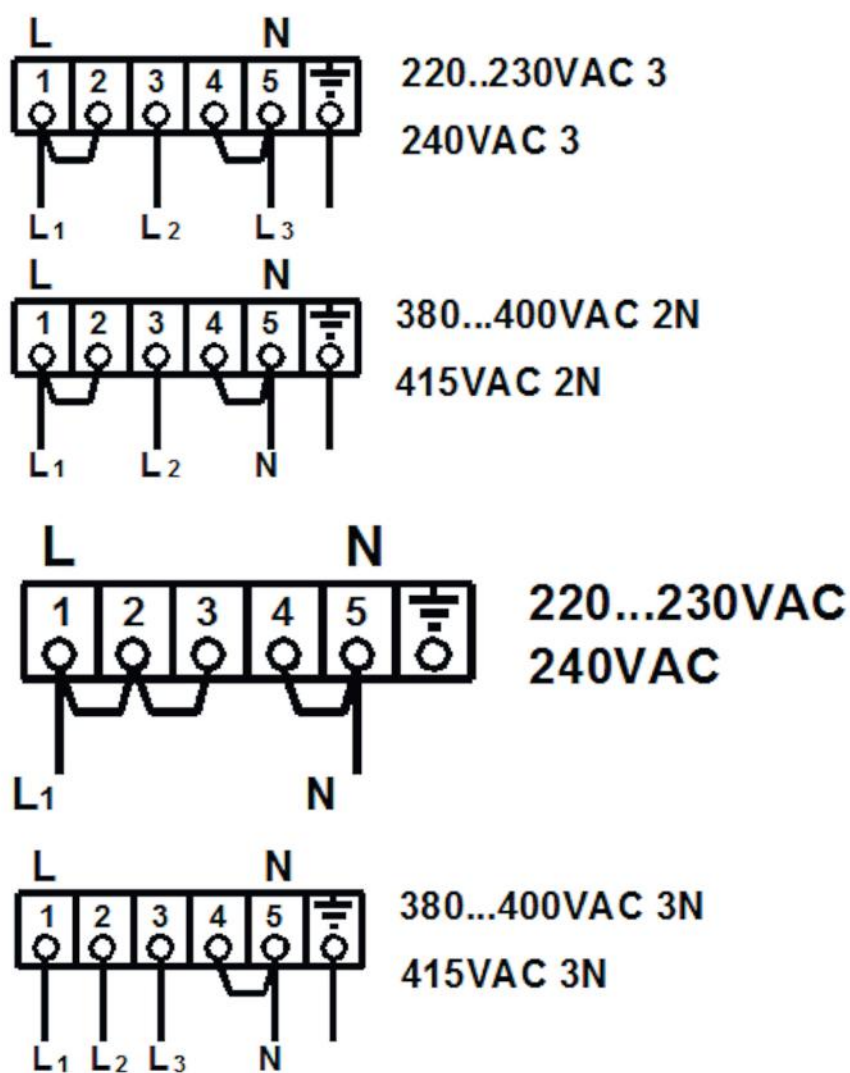 L N
1 2 3 4 5
220..230VAC 3
240VAC 3
L1 L2 L3
L N
1 2 3 4 5
380...400VAC 2N
415VAC 2N
L1 L2 N
L N
1 2 3 4 5
220...230VAC
240VAC
L1 N
L N
1 2 3 4 5
380...400VAC 3N
415VAC 3N
L1 L2 L3 N